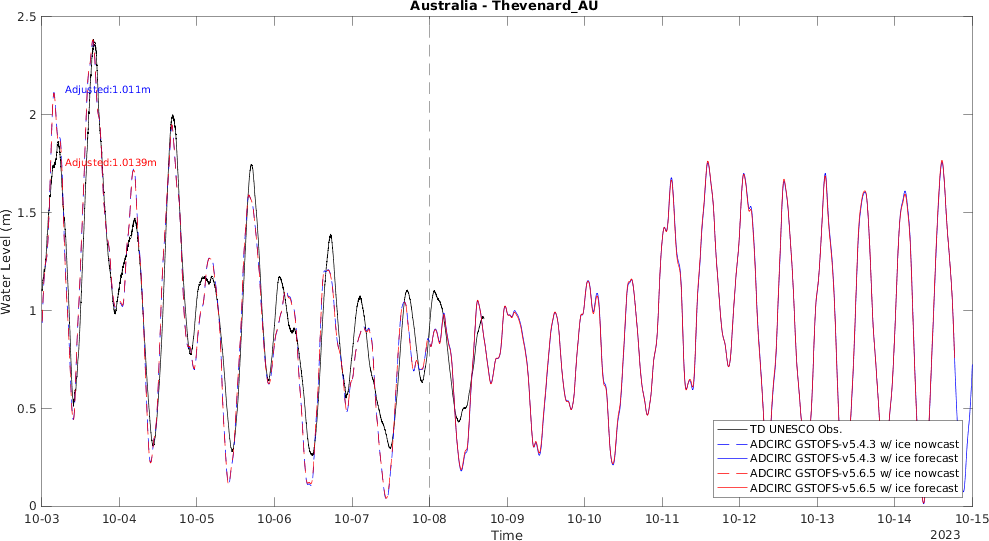 Australia - Thevenard_AU
2.5
2
1.5
1
0.5
0
Water Level (m)
Adjusted:1.011m
Adjusted:1.0139m
TD UNESCO Obs.
ADCIRC GSTOFS-v5.4.3 w/ ice nowcast
ADCIRC GSTOFS-v5.4.3 w/ ice forecast
ADCIRC GSTOFS-v5.6.5 w/ ice nowcast
ADCIRC GSTOFS-v5.6.5 w/ ice forecast
10-03 10-04 10-05 10-06 10-07 10-08 10-09 10-10 10-11 10-12 10-13 10-14 10-15
Time
2023